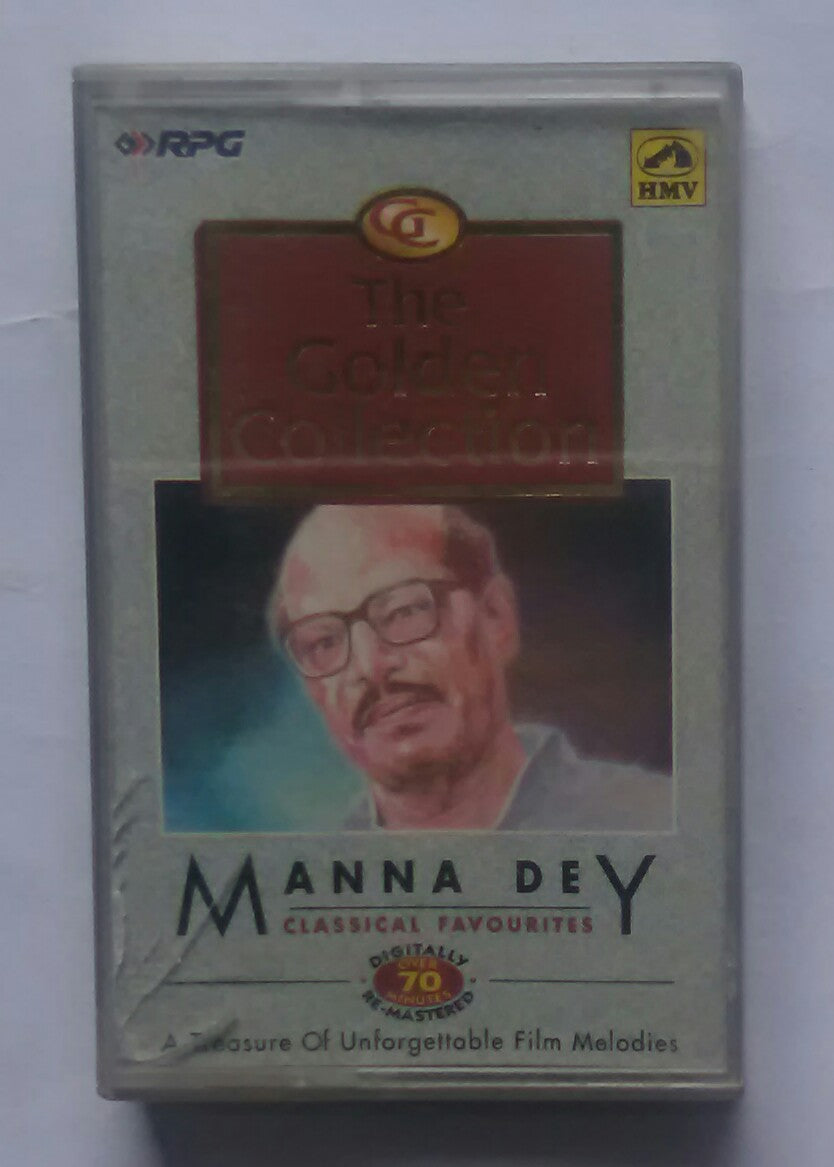 RPG
HMV
GC
The
Golden
Collection
MANNA DEY
CLASSICAL FAVOURITES
DIGITALLY
OVER
70
MINUTES
RE-MASTERED
A Treasure Of Unforgettable Film Melodies